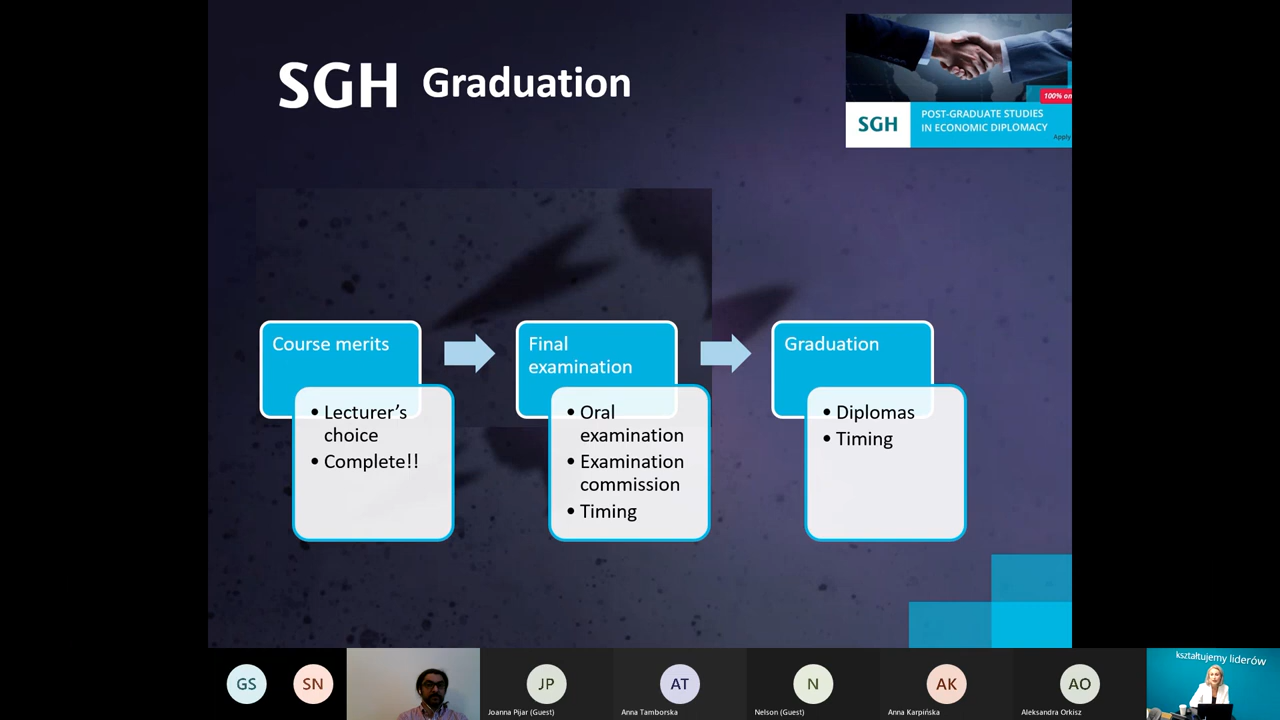 SGH Graduation
100% on
SGH
POST-GRADUATE STUDIES
IN ECONOMIC DIPLOMACY
Apply
Course merits
• Lecturer's
choice
• Complete!!
Final
examination
• Oral
examination
• Examination
commission
• Timing
Graduation
• Diplomas
• Timing
GS
SN
JP
Joanna Pijar (Guest)
AT
Anna Tamborska
N
Nelson (Guest)
AK
Anna Karpińska
AO
Aleksandra Orkisz
kształtujemy liderów